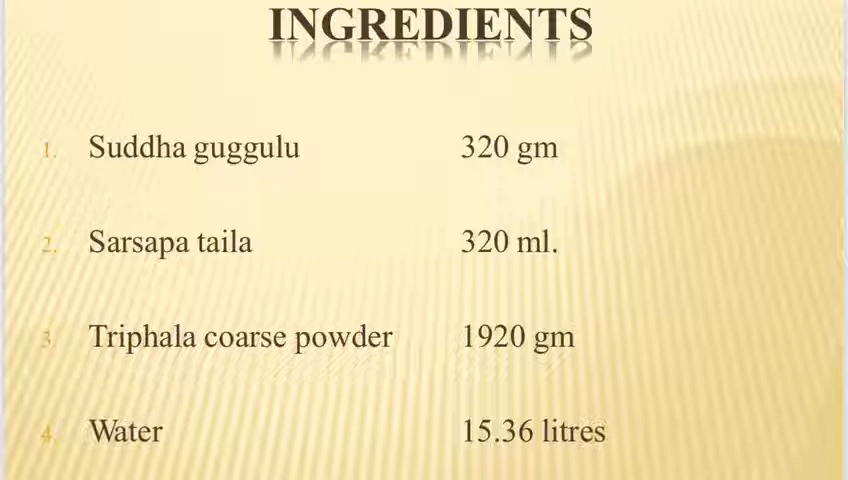 INGREDIENTS
1. Suddha guggulu 320 gm
2. Sarsapa taila 320 ml.
3. Triphala coarse powder 1920 gm
4. Water 15.36 litres